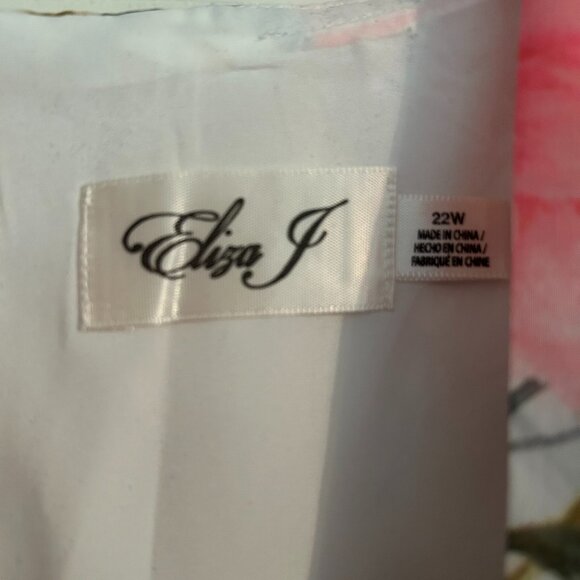 Eliza J
22W
MADE IN CHINA /
HECHO EN CHINA /
FABRIQUÉ EN CHINE